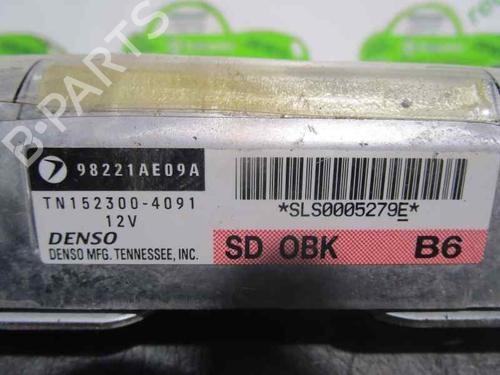 98221AE09A
TN152300-4091
12V
DENSO
DENSO MFG. TENNESSEE, INC.
*SLS0005279E*
SD OBK B6
B-PARTS